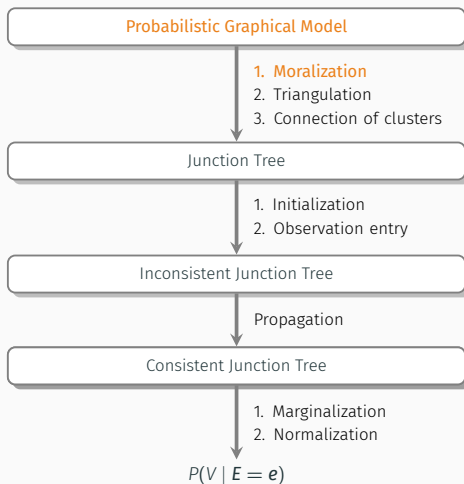 Probabilistic Graphical Model
1. Moralization
2. Triangulation
3. Connection of clusters
Junction Tree
1. Initialization
2. Observation entry
Inconsistent Junction Tree
Propagation
Consistent Junction Tree
1. Marginalization
2. Normalization
P(V | E = e)